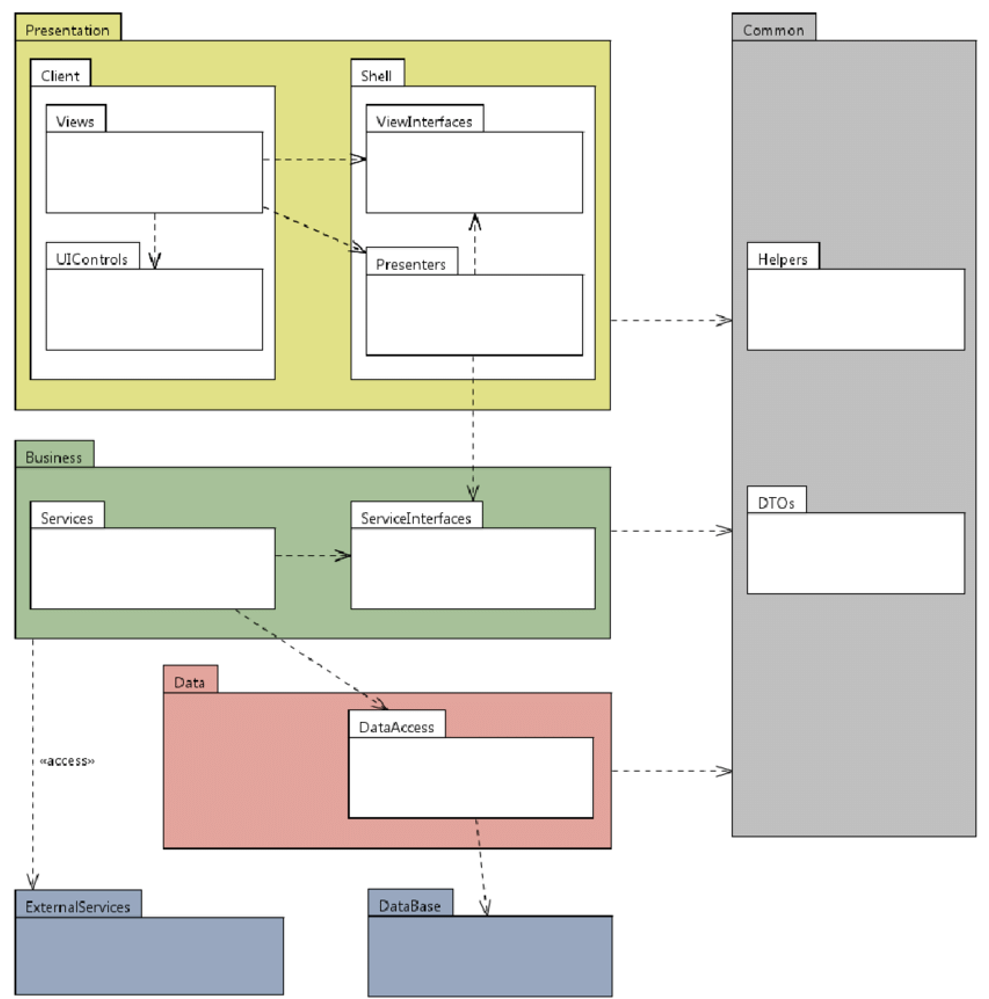 Presentation
Common
Client
Shell
Views
ViewInterfaces
UIControls
Presenters
Helpers
Business
Services
ServiceInterfaces
DTOs
Data
DataAccess
«access»
ExternalServices
DataBase